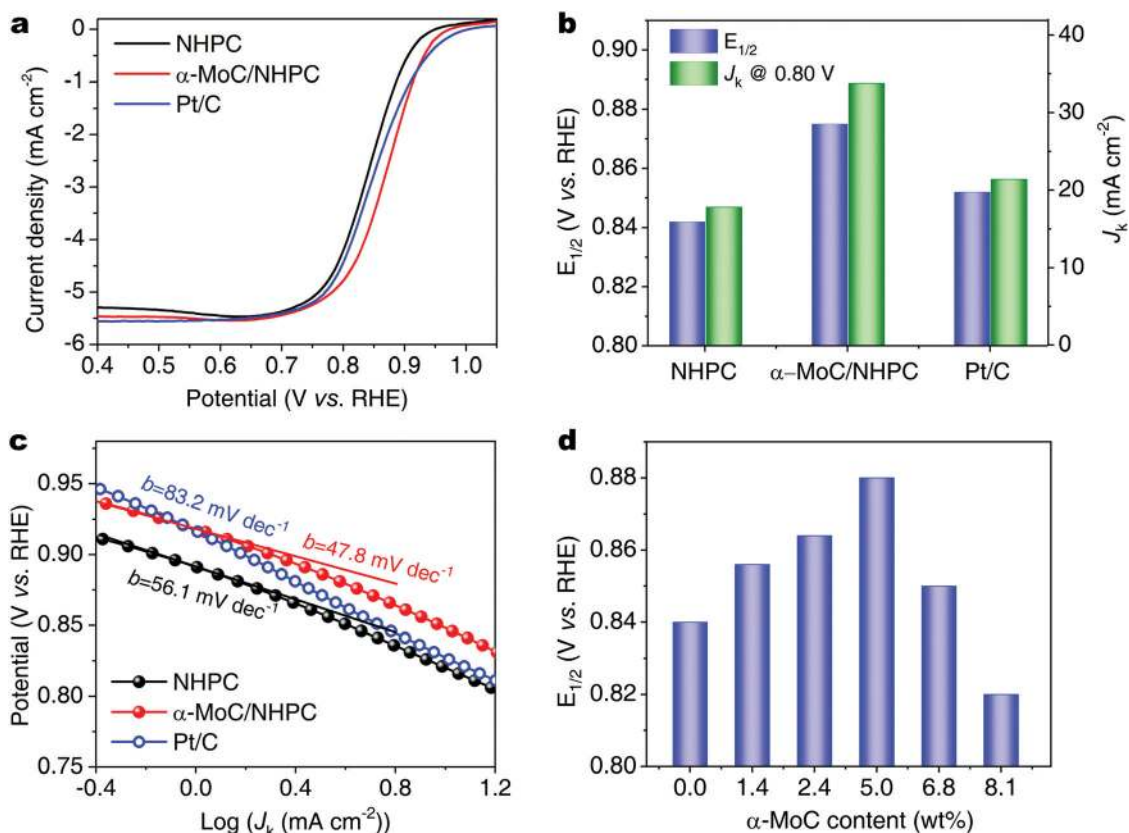 a
NHPC
α-MoC/NHPC
Pt/C
Current density (mA cm⁻²)
0
-1
-2
-3
-4
-5
-6
0.4 0.5 0.6 0.7 0.8 0.9 1.0
Potential (V vs. RHE)
b
E1/2
Jk @ 0.80 V
E1/2 (V vs. RHE)
0.90
0.88
0.86
0.84
0.82
0.80
40
30
20
10
0
Jk (mA cm⁻²)
NHPC α–MoC/NHPC Pt/C
c
b=83.2 mV dec⁻¹
b=47.8 mV dec⁻¹
b=56.1 mV dec⁻¹
NHPC
α-MoC/NHPC
Pt/C
Potential (V vs. RHE)
0.95
0.90
0.85
0.80
0.75
-0.4 0.0 0.4 0.8 1.2
Log (Jk (mA cm⁻²))
d
E1/2 (V vs. RHE)
0.88
0.86
0.84
0.82
0.80
0.0 1.4 2.4 5.0 6.8 8.1
α-MoC content (wt%)